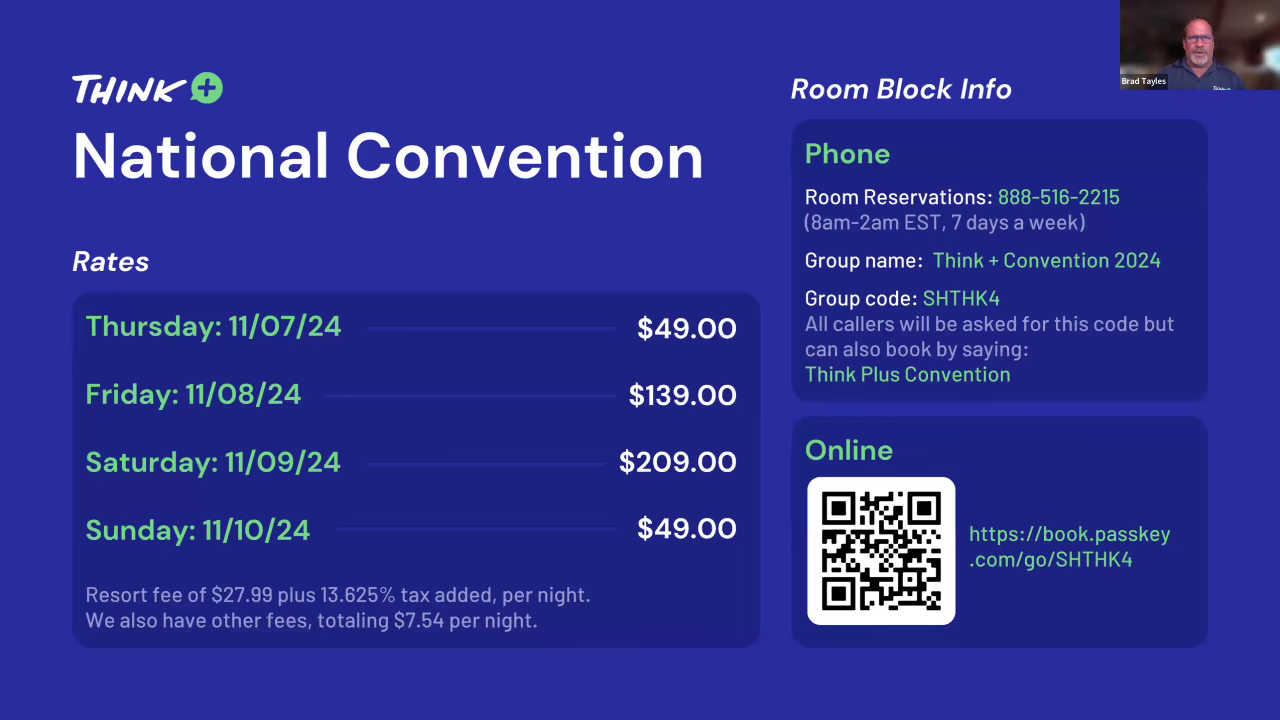 THINK +
National Convention
Rates
Thursday: 11/07/24 $49.00
Friday: 11/08/24 $139.00
Saturday: 11/09/24 $209.00
Sunday: 11/10/24 $49.00
Resort fee of $27.99 plus 13.625% tax added, per night.
We also have other fees, totaling $7.54 per night.
Room Block Info
Phone
Room Reservations: 888-516-2215
(8am-2am EST, 7 days a week)
Group name: Think + Convention 2024
Group code: SHTHK4
All callers will be asked for this code but
can also book by saying:
Think Plus Convention
Online
https://book.passkey
.com/go/SHTHK4
Brad Tayles